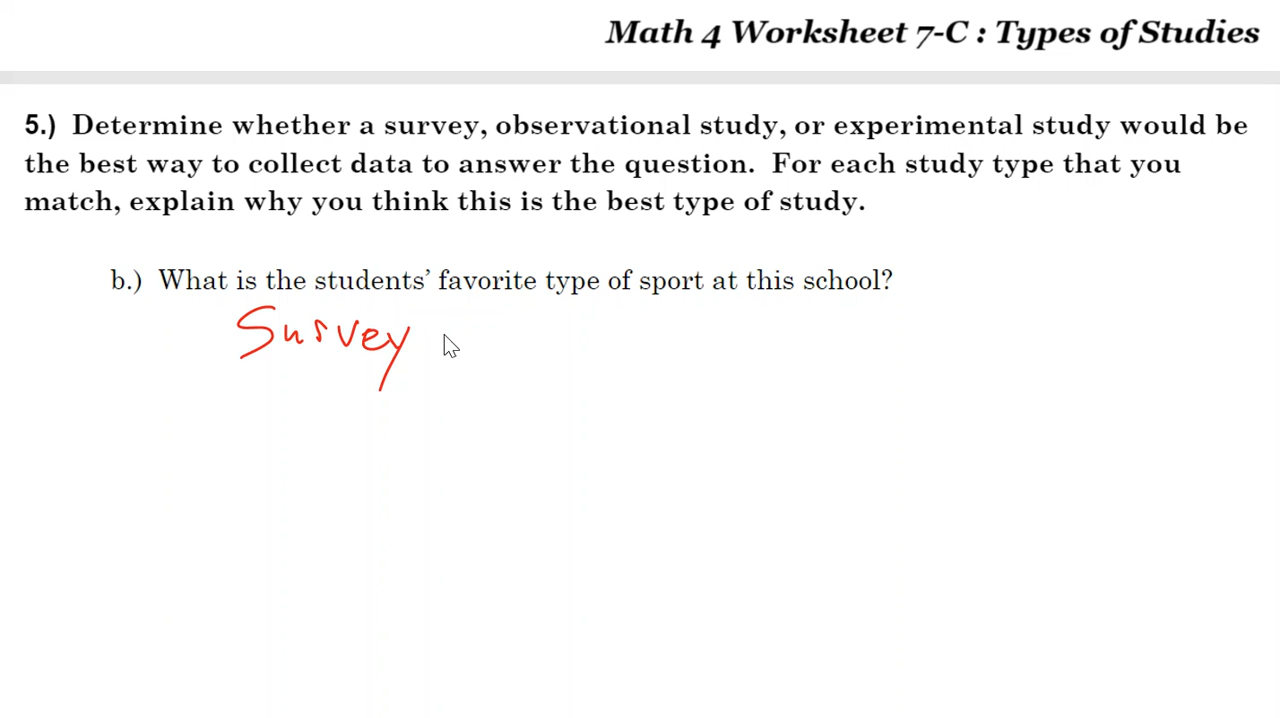 Math 4 Worksheet 7-C : Types of Studies
5.) Determine whether a survey, observational study, or experimental study would be
the best way to collect data to answer the question. For each study type that you
match, explain why you think this is the best type of study.
b.) What is the students’ favorite type of sport at this school?
Survey